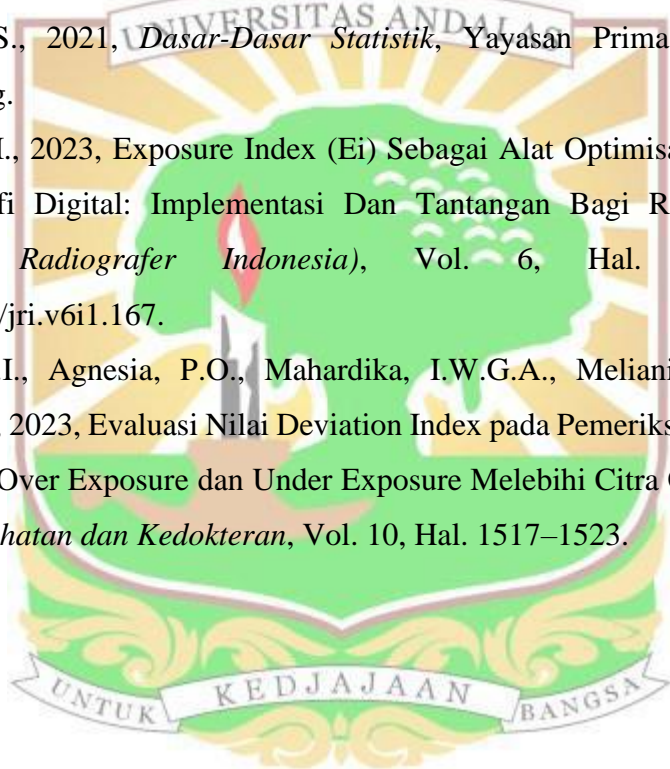 UNIVERSITAS ANDALAS
S., 2021, Dasar-Dasar Statistik, Yayasan Prima
g.
I., 2023, Exposure Index (Ei) Sebagai Alat Optimisa
fi Digital: Implementasi Dan Tantangan Bagi R
Radiografer Indonesia), Vol. 6, Hal.
/jri.v6i1.167.
.I., Agnesia, P.O., Mahardika, I.W.G.A., Meliani
, 2023, Evaluasi Nilai Deviation Index pada Pemeriks
Over Exposure dan Under Exposure Melebihi Citra
hatan dan Kedokteran, Vol. 10, Hal. 1517–1523.
UNTUK KEDJAJAAN BANGSA